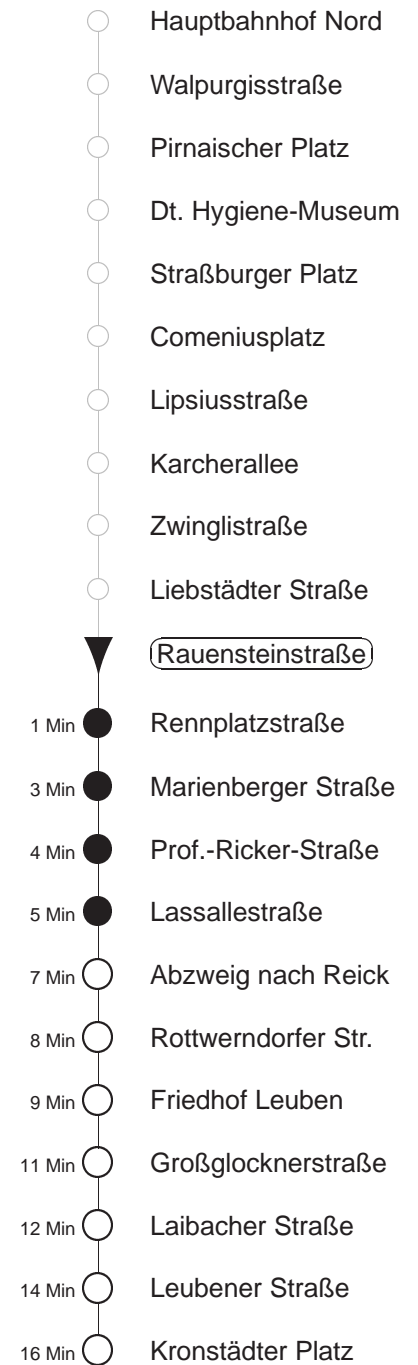 Hauptbahnhof Nord
Walpurgisstraße
Pirnaischer Platz
Dt. Hygiene-Museum
Straßburger Platz
Comeniusplatz
Lipsiusstraße
Karcherallee
Zwinglistraße
Liebstädter Straße
Rauensteinstraße
1 Min Rennplatzstraße
3 Min Marienberger Straße
4 Min Prof.-Ricker-Straße
5 Min Lassallestraße
7 Min Abzweig nach Reick
8 Min Rottwerndorfer Str.
9 Min Friedhof Leuben
11 Min Großglocknerstraße
12 Min Laibacher Straße
14 Min Leubener Straße
16 Min Kronstädter Platz